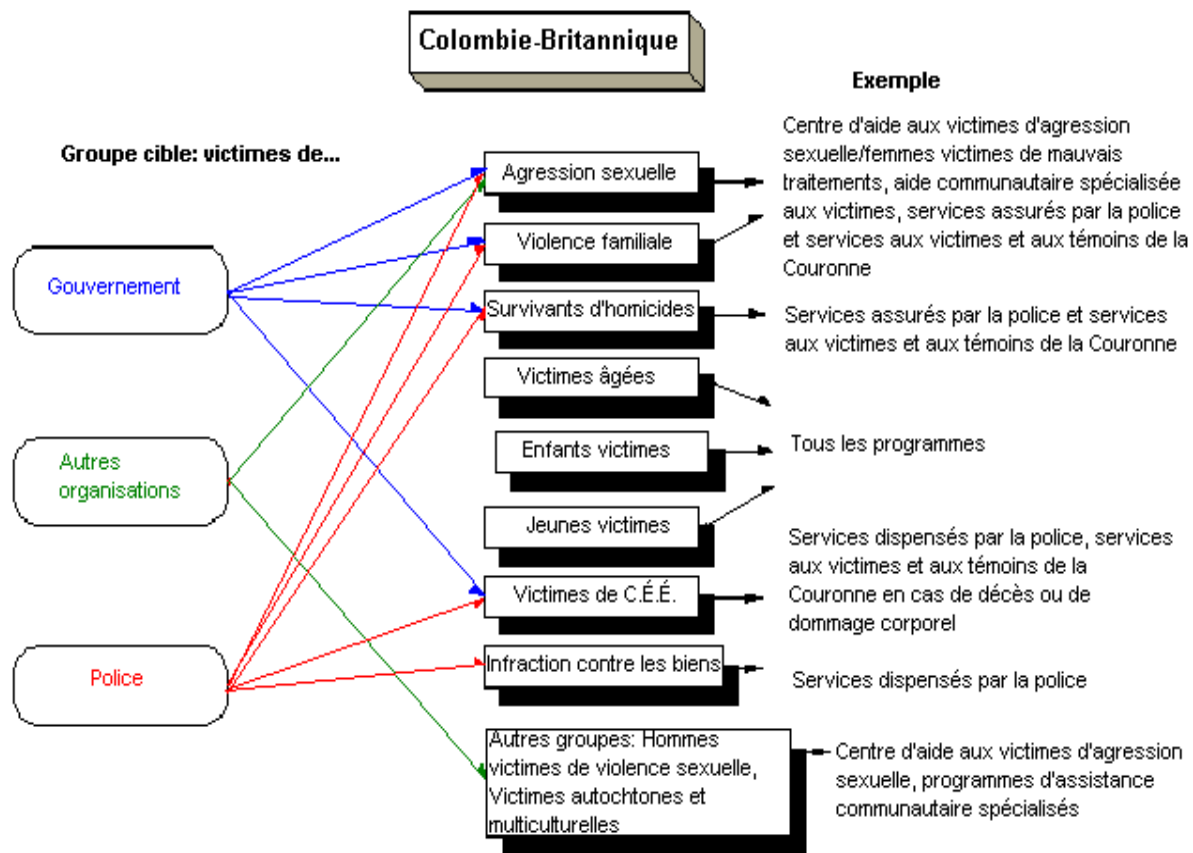 Colombie-Britannique
Exemple
Groupe cible: victimes de...
Gouvernement
Autres
organisations
Police
Agression sexuelle
Violence familiale
Survivants d'homicides
Victimes âgées
Enfants victimes
Jeunes victimes
Victimes de C.É.É.
Infraction contre les biens
Autres groupes: Hommes
victimes de violence sexuelle,
Victimes autochtones et
multiculturelles
Centre d'aide aux victimes d'agression
sexuelle/femmes victimes de mauvais
traitements, aide communautaire spécialisée
aux victimes, services assurés par la police
et services aux victimes et aux témoins de la
Couronne
Services assurés par la police et services
aux victimes et aux témoins de la Couronne
Tous les programmes
Services dispensés par la police, services
aux victimes et aux témoins de la
Couronne en cas de décès ou de
dommage corporel
Services dispensés par la police
Centre d'aide aux victimes d'agression
sexuelle, programmes d'assistance
communautaire spécialisés